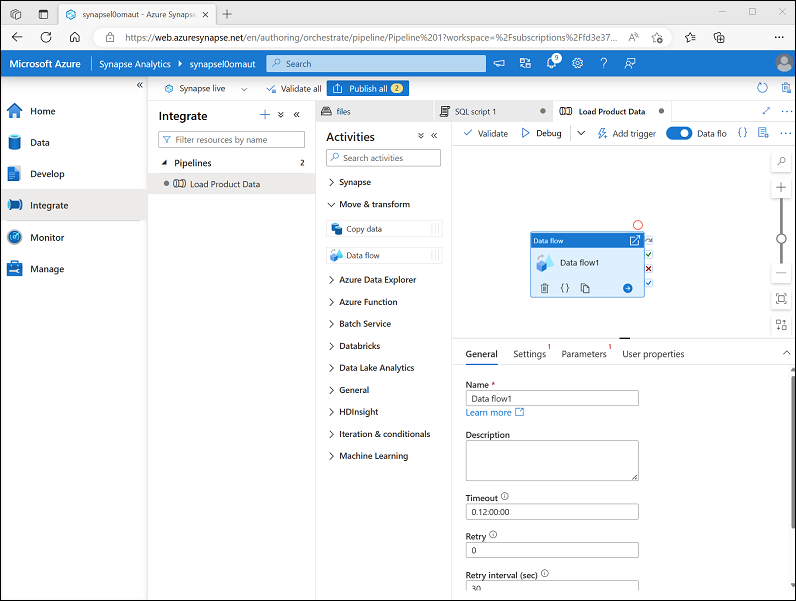 synapsel0omaut - Azure Synapse
https://web.azuresynapse.net/en/authoring/orchestrate/pipeline/Pipeline%201?workspace=%2Fsubscriptions%2Ffd3e37...
Microsoft Azure
Synapse Analytics
synapsel0omaut
Search
9
Synapse live
Validate all
Publish all
2
Home
Data
Develop
Integrate
Monitor
Manage
Integrate
Filter resources by name
Pipelines
2
Load Product Data
files
SQL script 1
Load Product Data
Activities
Search activities
Synapse
Move & transform
Copy data
Data flow
Azure Data Explorer
Azure Function
Batch Service
Databricks
Data Lake Analytics
General
HDInsight
Iteration & conditionals
Machine Learning
Validate
Debug
Add trigger
Data flo
Data flow
Data flow1
General
Settings 1
Parameters 1
User properties
Name *
Data flow1
Learn more
Description
Timeout
0.12:00:00
Retry
0
Retry interval (sec)
30